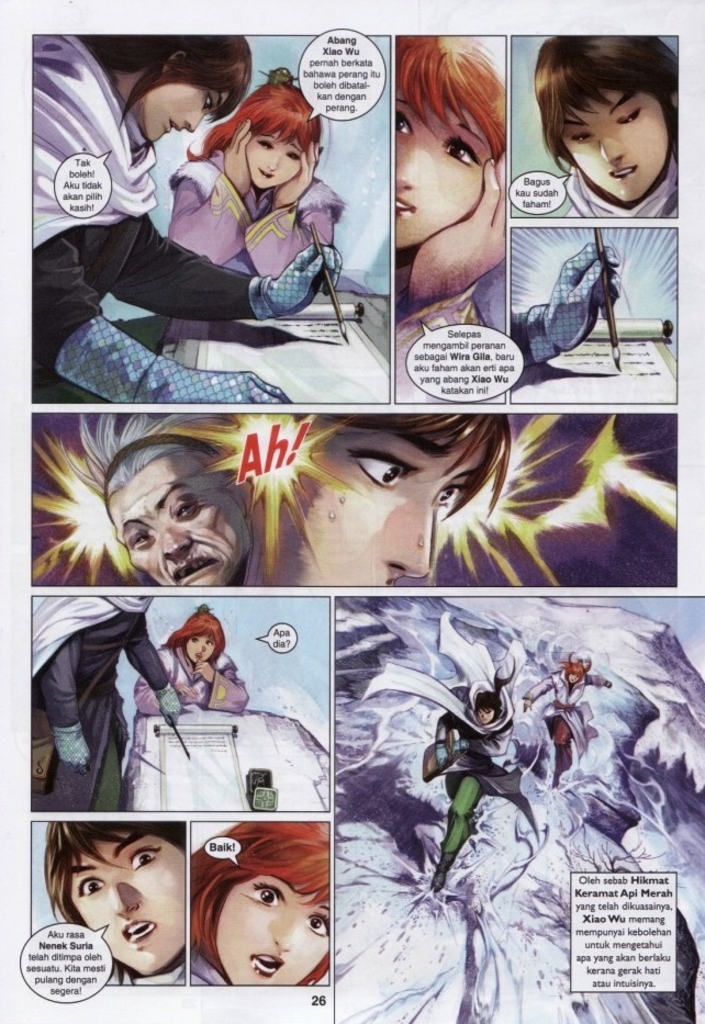 Abang
Xiao Wu
pernah berkata
bahawa perang itu
boleh dibatal-
kan dengan
perang.
Tak
boleh!
Aku tidak
akan pilih
kasih!
Selepas
mengambil peranan
sebagai Wira Gila, baru
aku faham akan erti apa
yang abang Xiao Wu
katakan ini!
Bagus
kau sudah
faham!
Ah!
Apa
dia?
Aku rasa
Nenek Suria
telah ditimpa oleh
sesuatu. Kita mesti
pulang dengan
segera!
Baik!
Oleh sebab Hikmat
Keramat Api Merah
yang telah dikuasainya,
Xiao Wu memang
mempunyai kebolehan
untuk mengetahui
apa yang akan berlaku
kerana gerak hati
atau intuisinya.
26